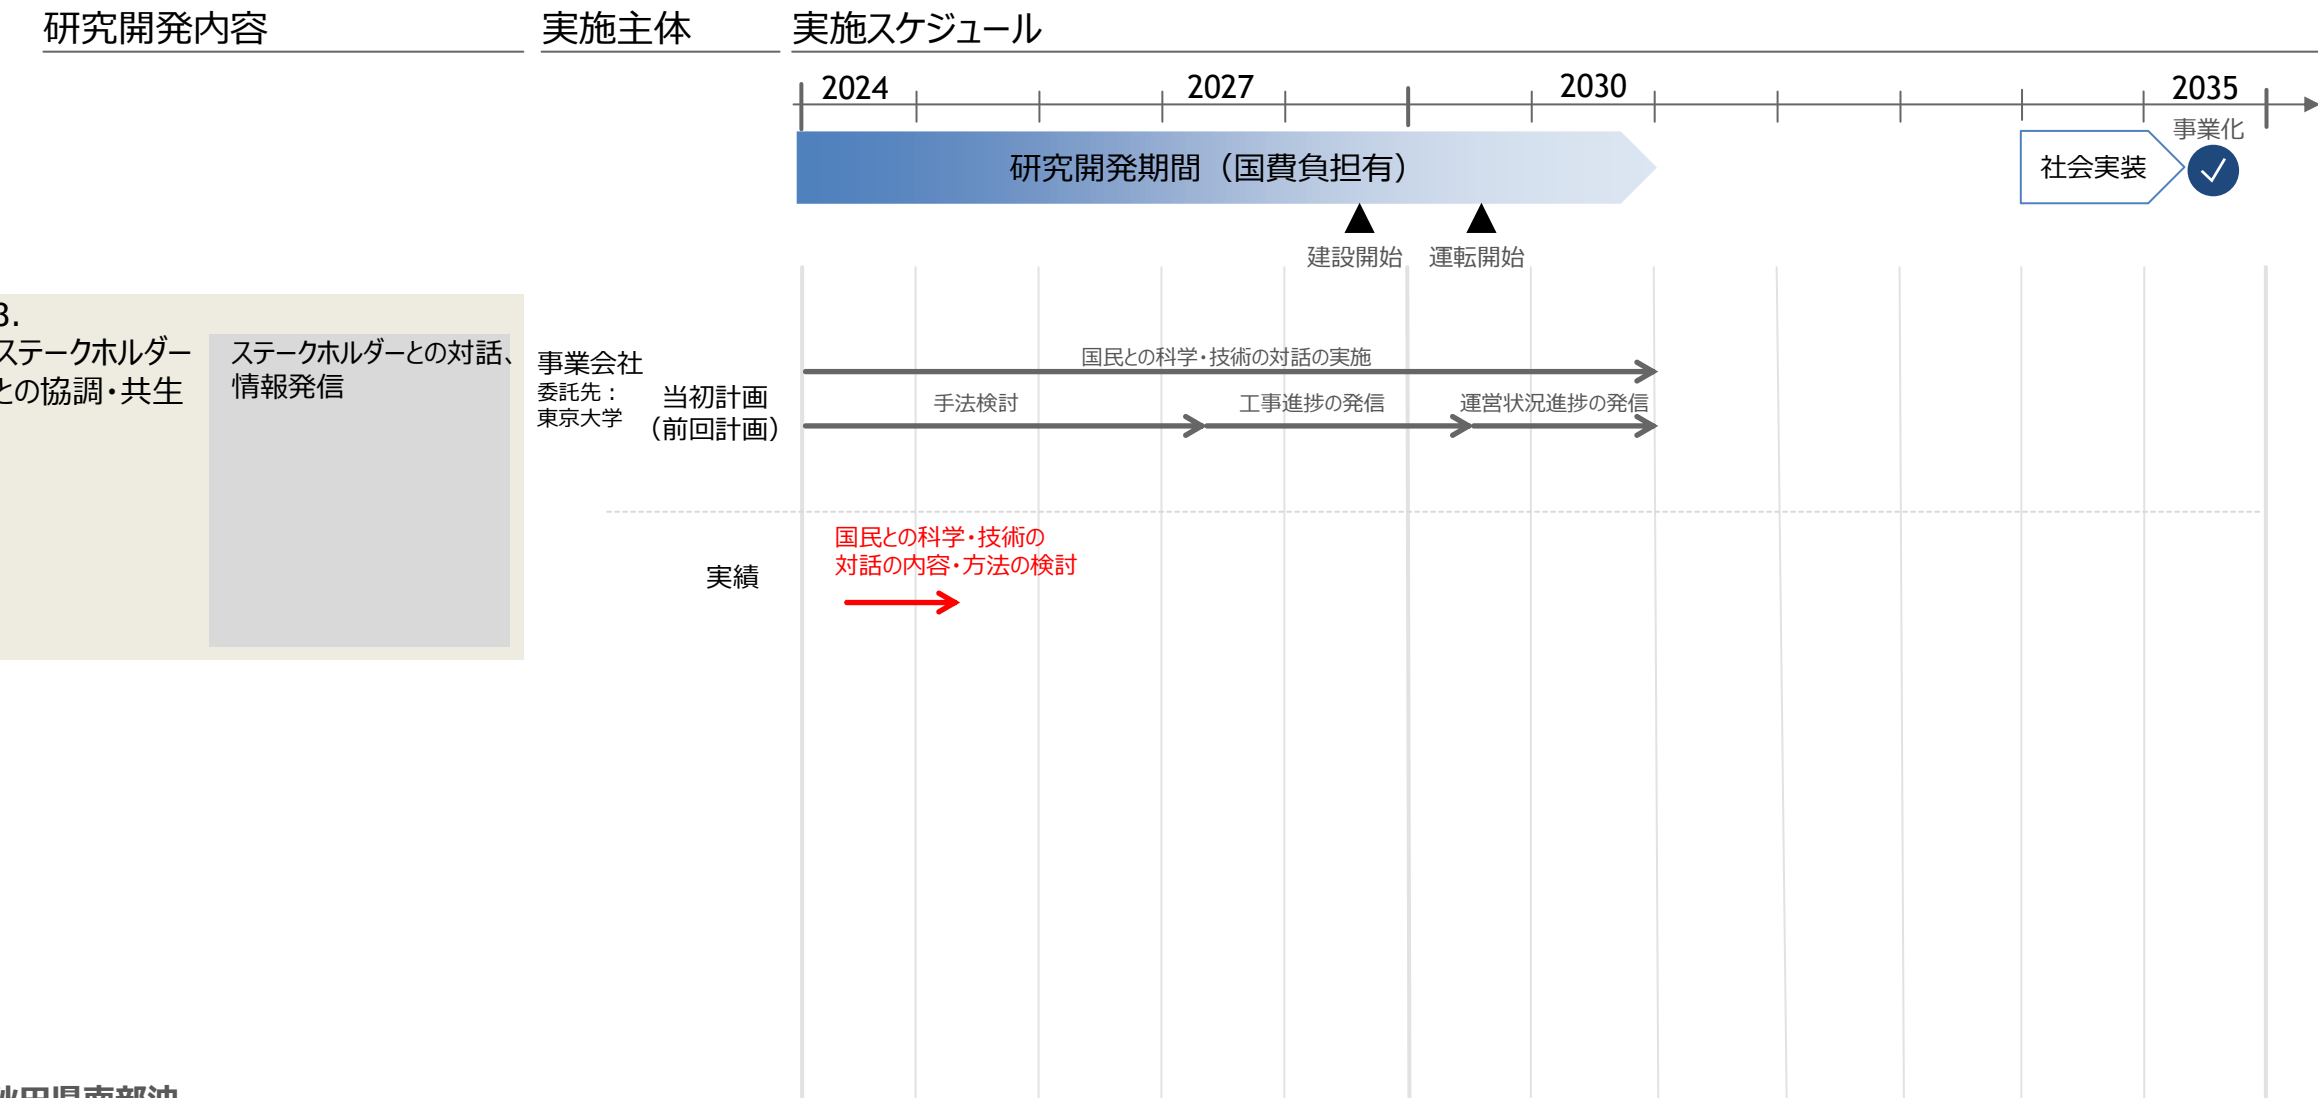 研究開発内容
実施主体
実施スケジュール
2024
2027
2030
2035
事業化
研究開発期間（国費負担有）
社会実装
建設開始
運転開始
3.
ステークホルダー
との協調・共生
ステークホルダーとの対話、
情報発信
事業会社
委託先：
東京大学
当初計画
（前回計画）
国民との科学・技術の対話の実施
手法検討
工事進捗の発信
運営状況進捗の発信
実績
国民との科学・技術の
対話の内容・方法の検討
秋田県南部沖